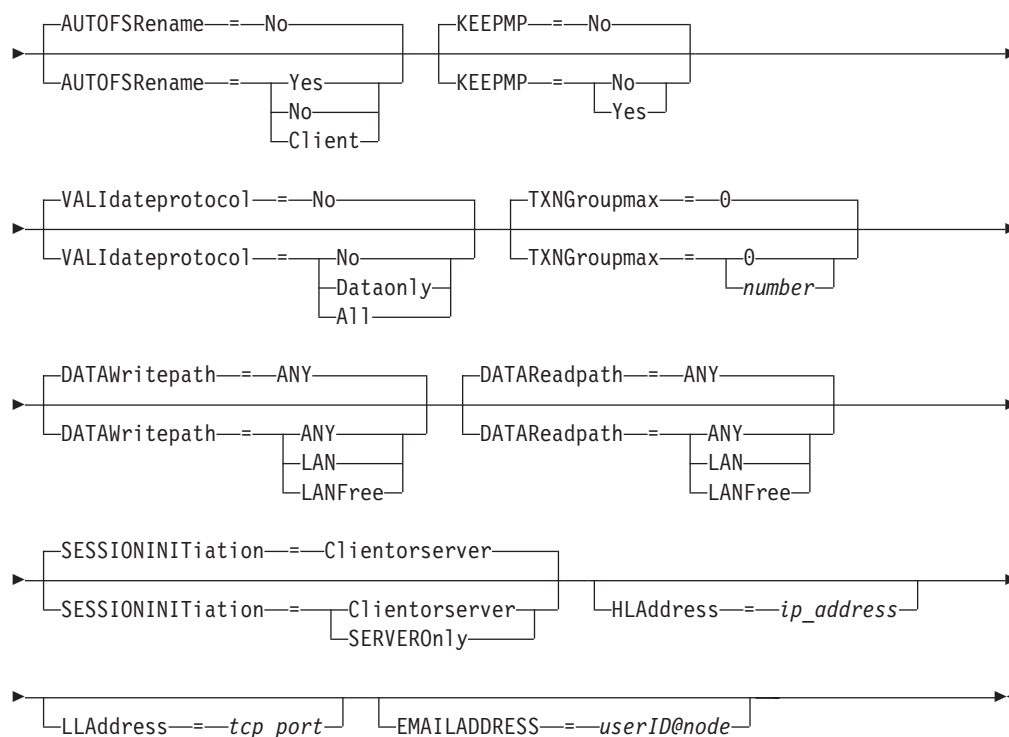 AUTOFSRename = No KEEPMP = No
AUTOFSRename = Yes KEEPMP = No
No Yes
Client
VALIdateprotocol = No TXNGroupmax = 0
VALIdateprotocol = No TXNGroupmax = 0
Dataonly number
All
DATAWritepath = ANY DATAReadpath = ANY
DATAWritepath = ANY DATAReadpath = ANY
LAN LAN
LANFree LANFree
SESSIONINITiation = Clientorserver
SESSIONINITiation = Clientorserver HLAddress = ip_address
SERVEROnly
LLAddress = tcp_port EMAILADDRESS = userID@node